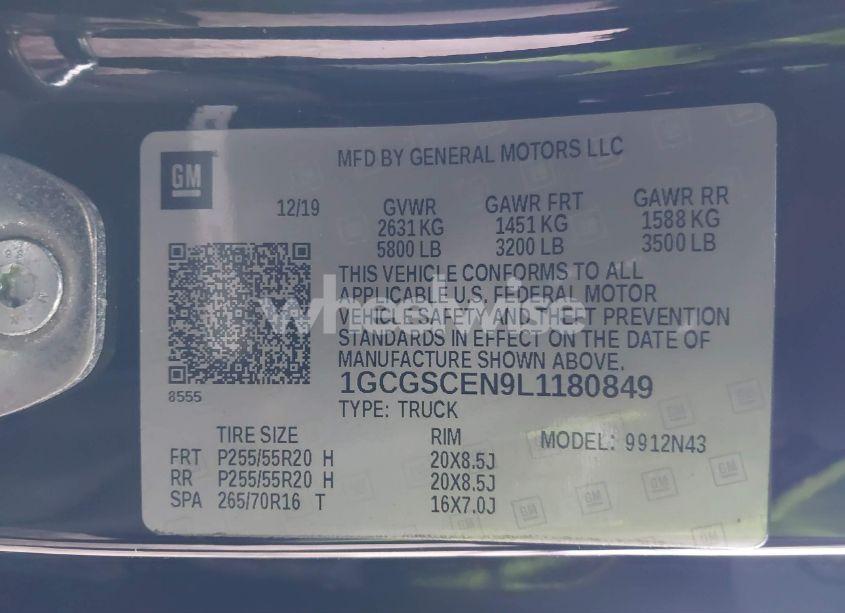 GM
MFD BY GENERAL MOTORS LLC
12/19 GVWR GAWR FRT GAWR RR
2631 KG 1451 KG 1588 KG
5800 LB 3200 LB 3500 LB
THIS VEHICLE CONFORMS TO ALL
APPLICABLE U.S. FEDERAL MOTOR
VEHICLE SAFETY AND THEFT PREVENTION
STANDARDS IN EFFECT ON THE DATE OF
MANUFACTURE SHOWN ABOVE.
8555
1GCGSCEN9L1180849
TYPE: TRUCK
TIRE SIZE RIM MODEL: 9912N43
FRT P255/55R20 H 20X8.5J
RR P255/55R20 H 20X8.5J
SPA 265/70R16 T 16X7.0J
wheelwise